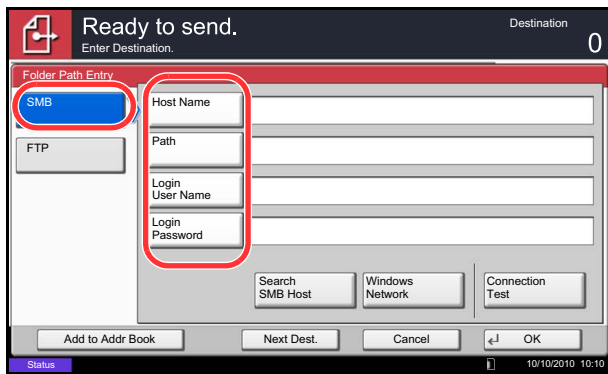 Ready to send.
Destination
Enter Destination.
0
Folder Path Entry
SMB
FTP
Host Name
Path
Login
User Name
Login
Password
Search
SMB Host
Windows
Network
Connection
Test
Add to Addr Book
Next Dest.
Cancel
OK
Status
10/10/2010 10:10